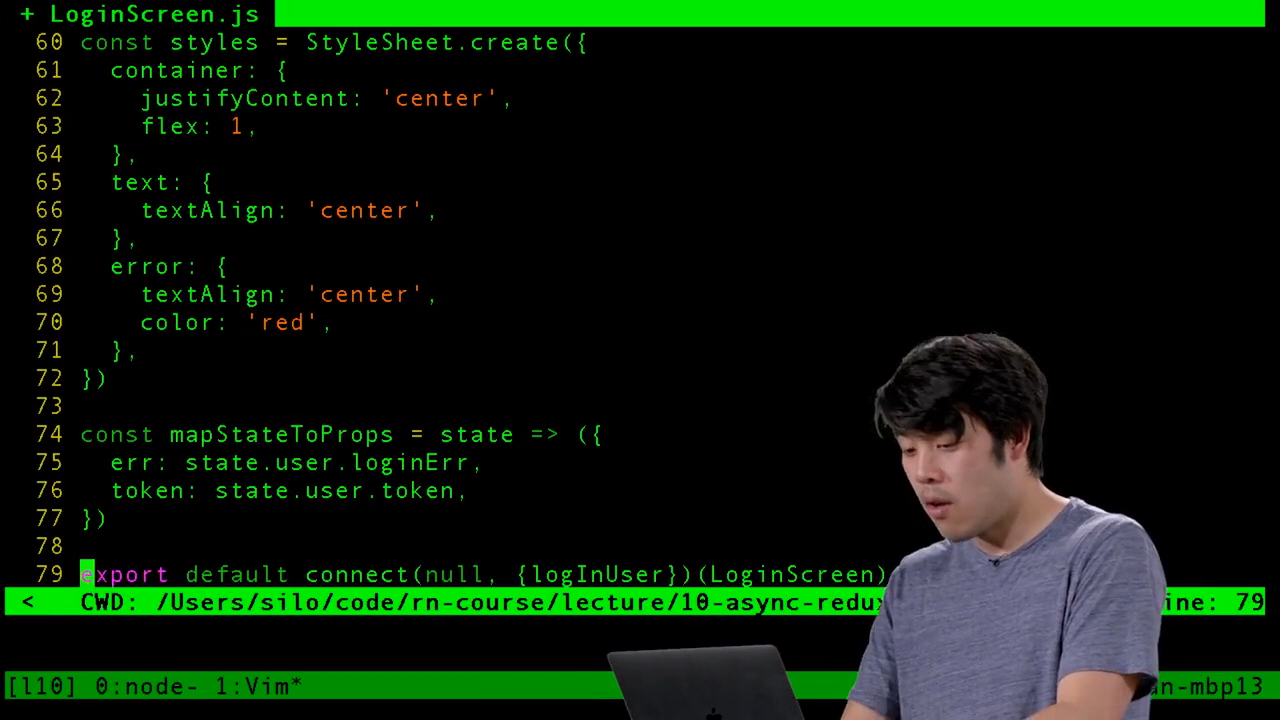 + LoginScreen.js
60 const styles = StyleSheet.create({
61   container: {
62     justifyContent: 'center',
63     flex: 1,
64   },
65   text: {
66     textAlign: 'center',
67   },
68   error: {
69     textAlign: 'center',
70     color: 'red',
71   },
72 })
73
74 const mapStateToProps = state => ({
75   err: state.user.loginErr,
76   token: state.user.token,
77 })
78
79 export default connect(null, {logInUser})(LoginScreen)
<   CWD: /Users/silo/code/rn-course/lecture/10-async-redux ine: 79
[l10] 0:node- 1:Vim* an-mbp13